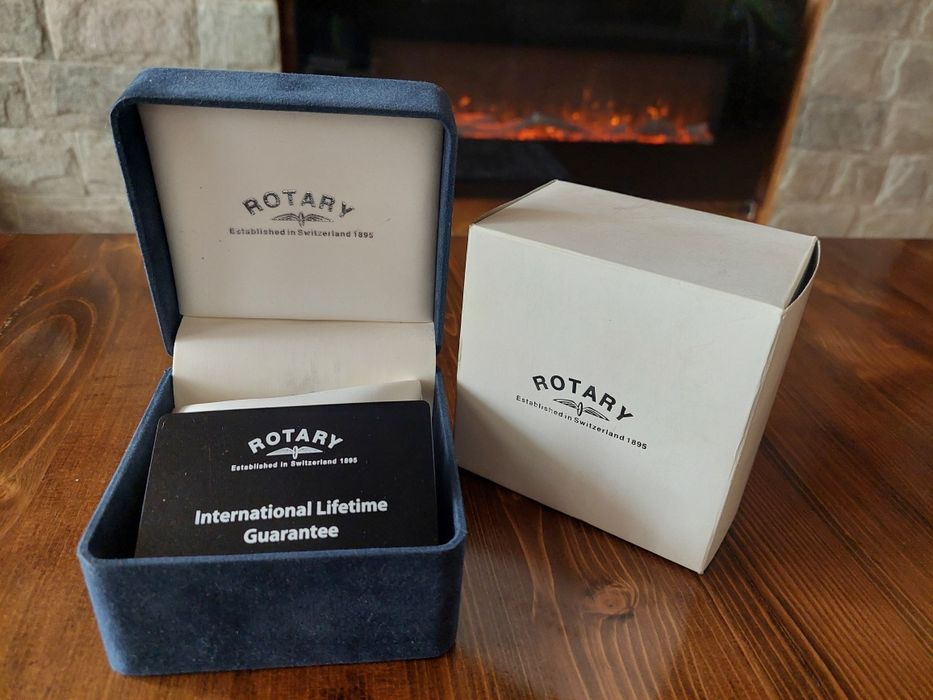 ROTARY
Established in Switzerland 1895
ROTARY
Established in Switzerland 1895
International Lifetime
Guarantee
ROTARY
Established in Switzerland 1895